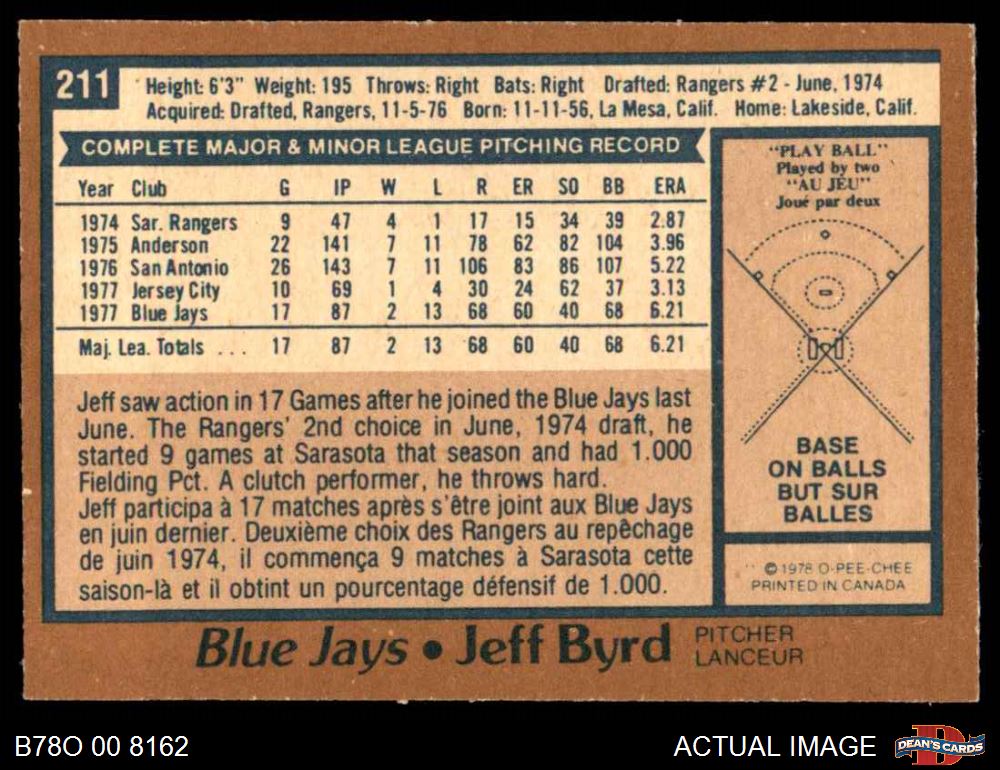 211
Height: 6'3" Weight: 195 Throws: Right Bats: Right Drafted: Rangers #2 - June, 1974
Acquired: Drafted, Rangers, 11-5-76 Born: 11-11-56, La Mesa, Calif. Home: Lakeside, Calif.
COMPLETE MAJOR & MINOR LEAGUE PITCHING RECORD
Year Club G IP W L R ER SO BB ERA
1974 Sar. Rangers 9 47 4 1 17 15 34 39 2.87
1975 Anderson 22 141 7 11 78 62 82 104 3.96
1976 San Antonio 26 143 7 11 106 83 86 107 5.22
1977 Jersey City 10 69 1 4 30 24 62 37 3.13
1977 Blue Jays 17 87 2 13 68 60 40 68 6.21
Maj. Lea. Totals ... 17 87 2 13 68 60 40 68 6.21
Jeff saw action in 17 Games after he joined the Blue Jays last
June. The Rangers' 2nd choice in June, 1974 draft, he
started 9 games at Sarasota that season and had 1.000
Fielding Pct. A clutch performer, he throws hard.
Jeff participa à 17 matches après s'être joint aux Blue Jays
en juin dernier. Deuxième choix des Rangers au repêchage
de juin 1974, il commença 9 matches à Sarasota cette
saison-là et il obtint un pourcentage défensif de 1.000.
"PLAY BALL"
Played by two
"AU JEU"
Joué par deux
BASE
ON BALLS
BUT SUR
BALLES
© 1978 O-PEE-CHEE
PRINTED IN CANADA
Blue Jays • Jeff Byrd PITCHER
LANCEUR
B78O 00 8162
ACTUAL IMAGE
D
DEAN'S CARDS